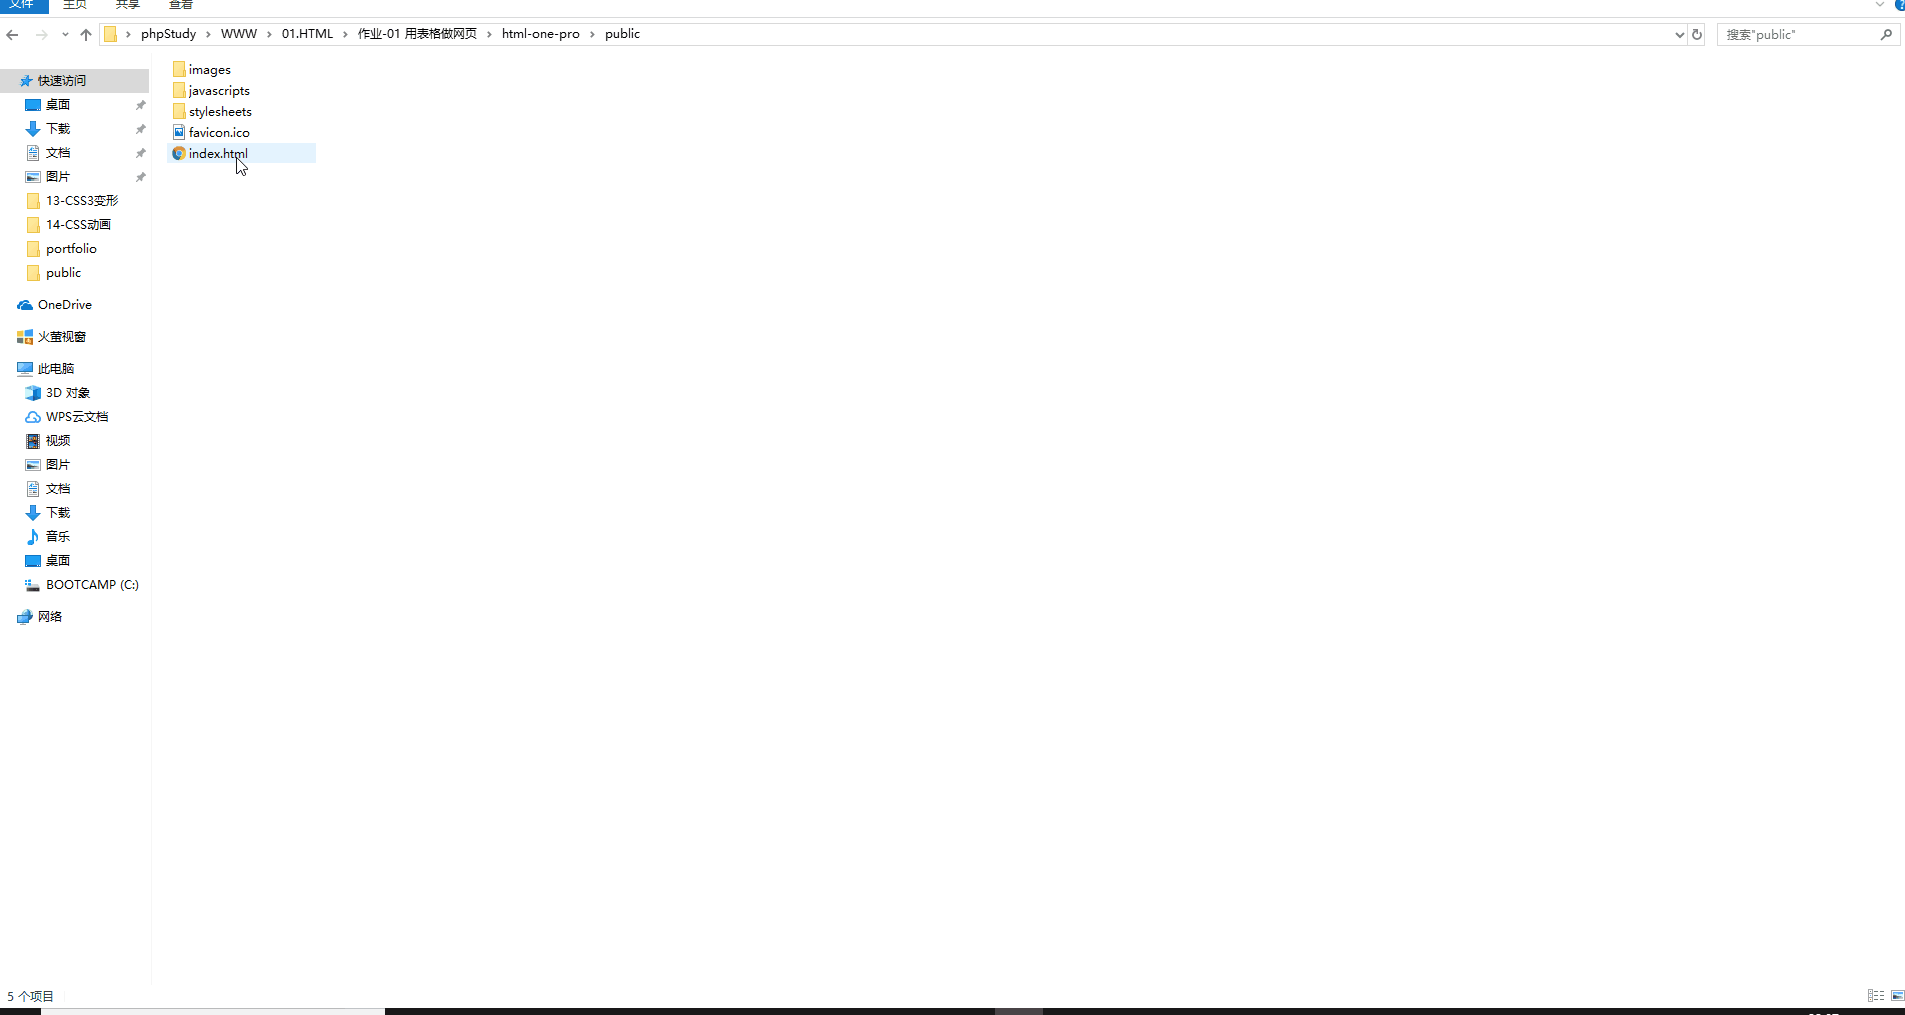 文件 主页 共享 查看
phpStudy › WWW › 01.HTML › 作业-01 用表格做网页 › html-one-pro › public
搜索"public"
快速访问
桌面
下载
文档
图片
13-CSS3变形
14-CSS动画
portfolio
public
OneDrive
火萤视窗
此电脑
3D 对象
WPS云文档
视频
图片
文档
下载
音乐
桌面
BOOTCAMP (C:)
网络
images
javascripts
stylesheets
favicon.ico
index.html
5 个项目